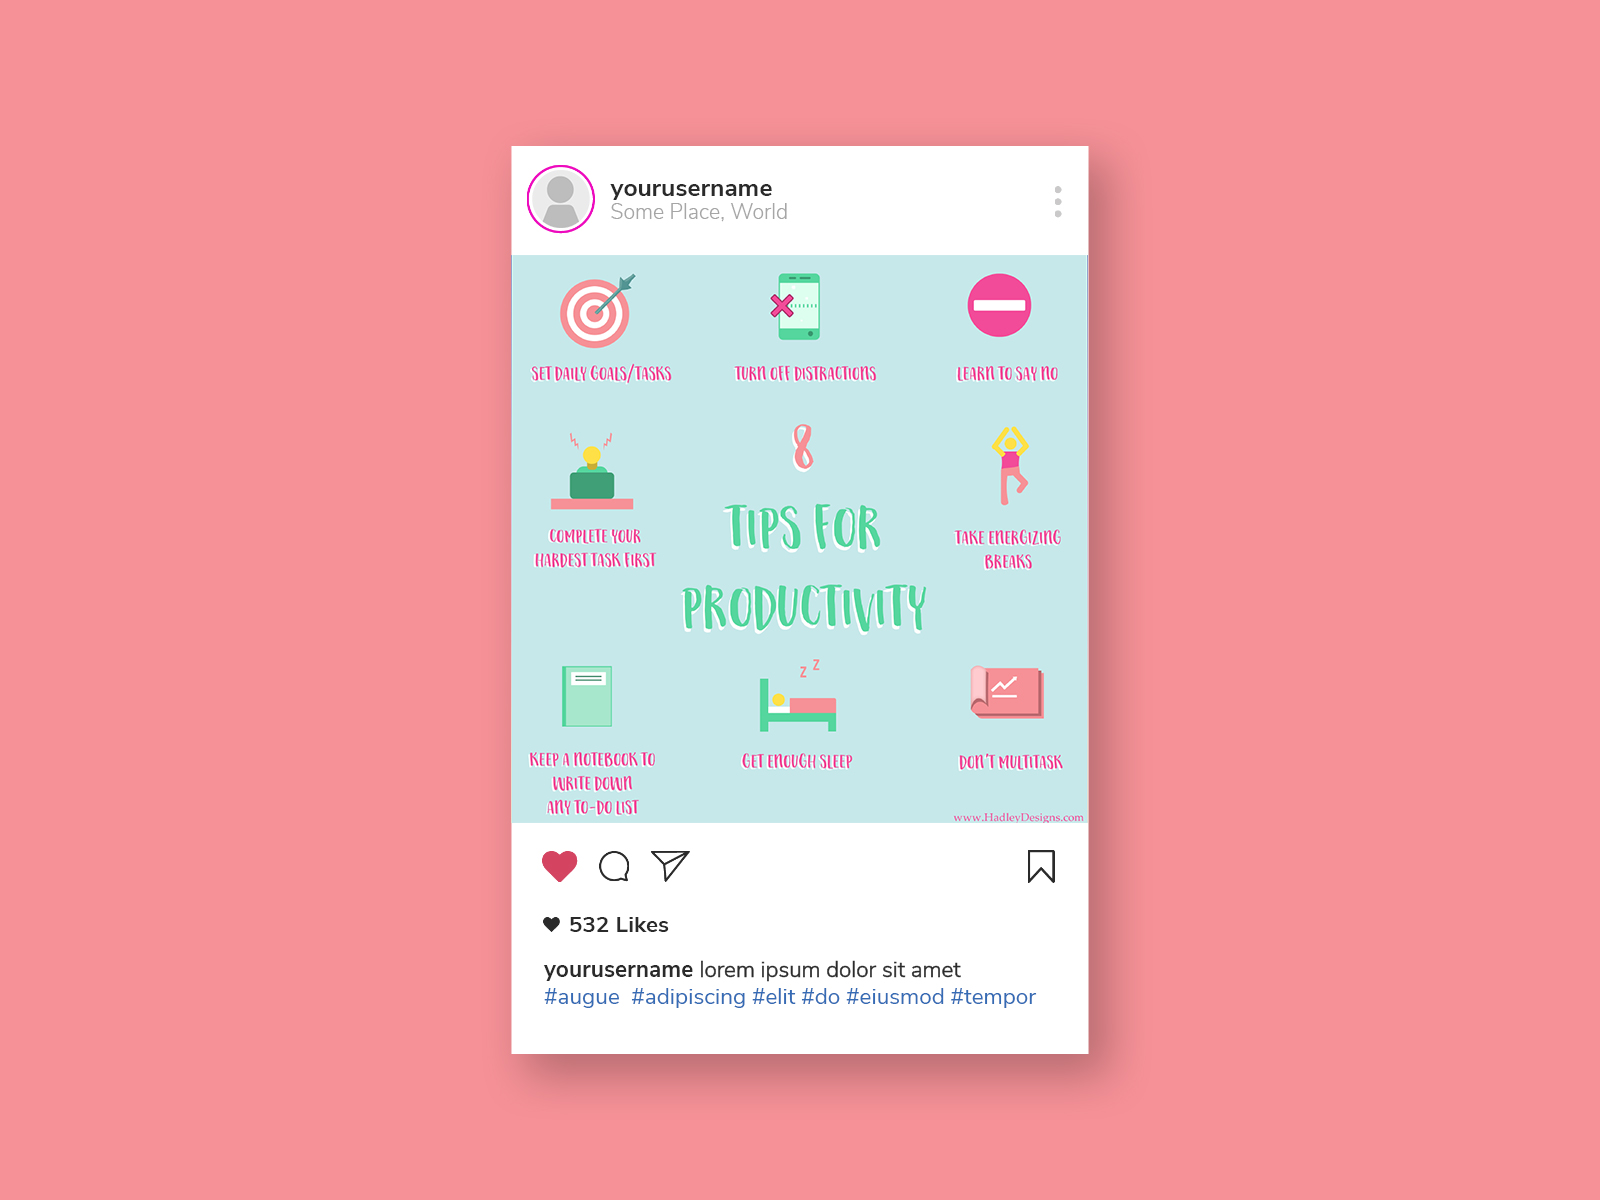 yourusername
Some Place, World
SET DAILY GOALS/TASKS
TURN OFF DISTRACTIONS
LEARN TO SAY NO
8
TIPS FOR
PRODUCTIVITY
COMPLETE YOUR
HARDEST TASK FIRST
TAKE ENERGIZING
BREAKS
Z Z
KEEP A NOTEBOOK TO
WRITE DOWN
ANY TO-DO LIST
GET ENOUGH SLEEP
DON'T MULTITASK
www.HadleyDesigns.com
532 Likes
yourusername lorem ipsum dolor sit amet
#augue #adipiscing #elit #do #eiusmod #tempor